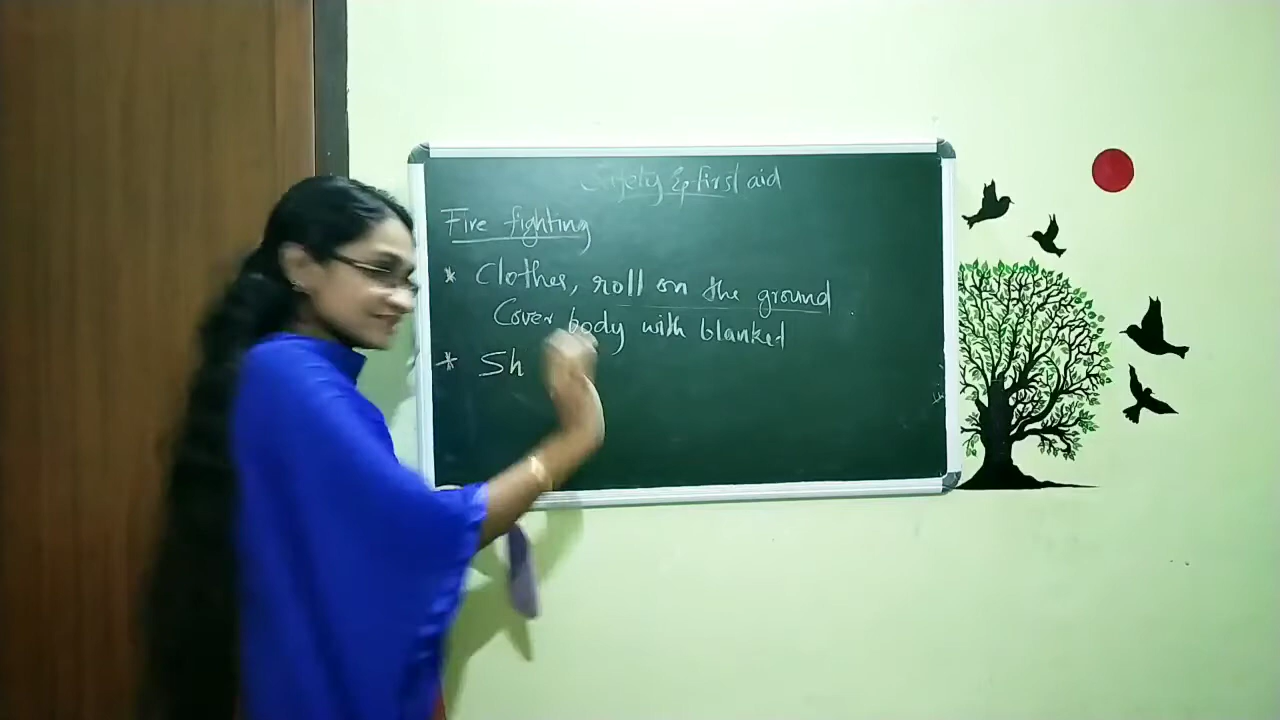 Safety & first aid
Fire fighting
* Clothes, roll on the ground
Cover body with blanket
* Sh